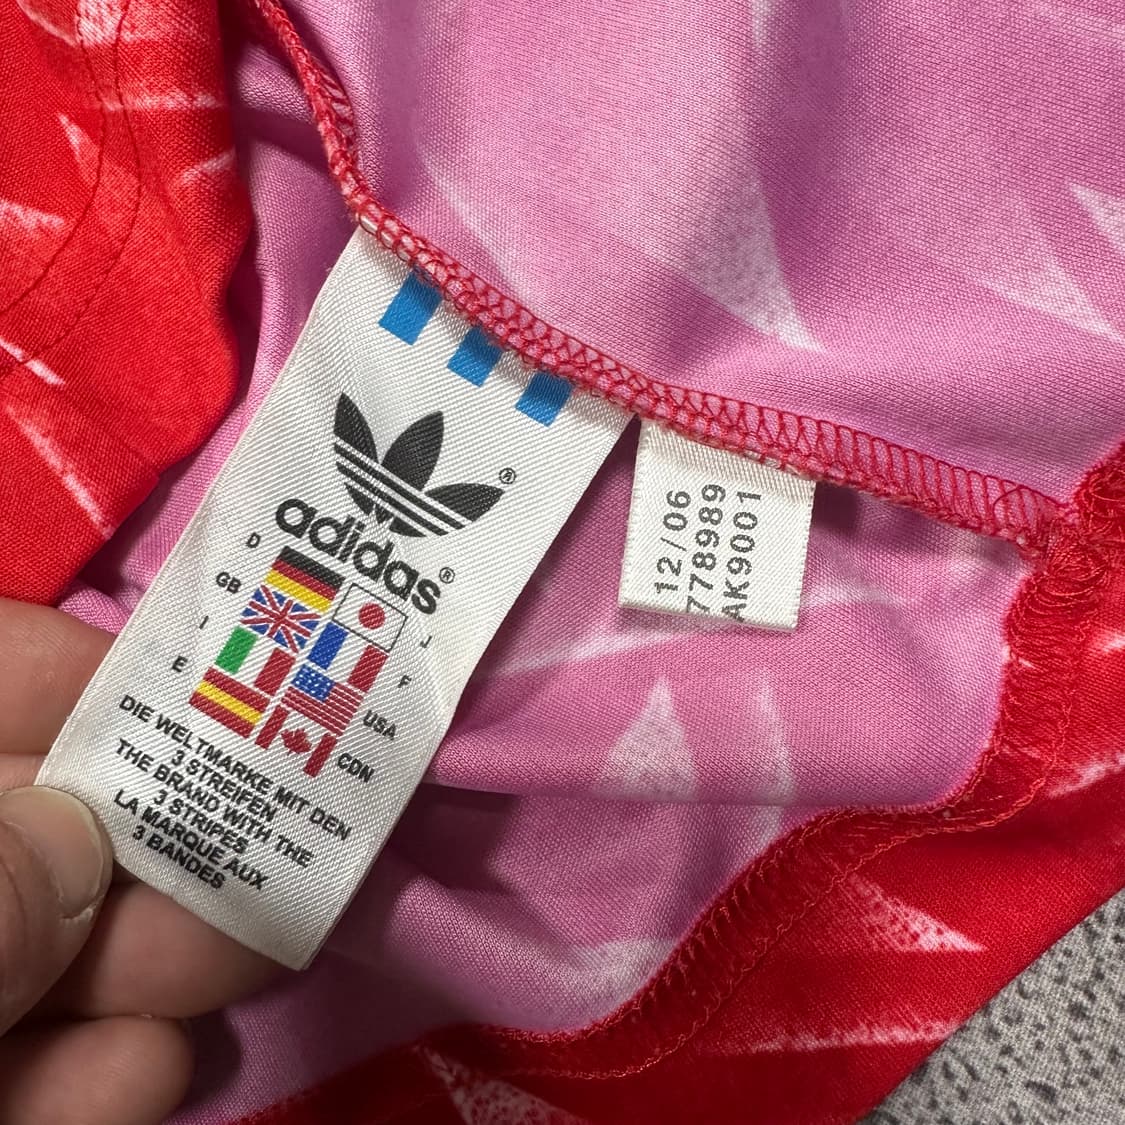 ®
adidas®
D
GB
J
I
F
E
USA
CDN
DIE WELTMARKE MIT DEN
3 STREIFEN
THE BRAND WITH THE
3 STRIPES
LA MARQUE AUX
3 BANDES
12/06
778989
AK9001